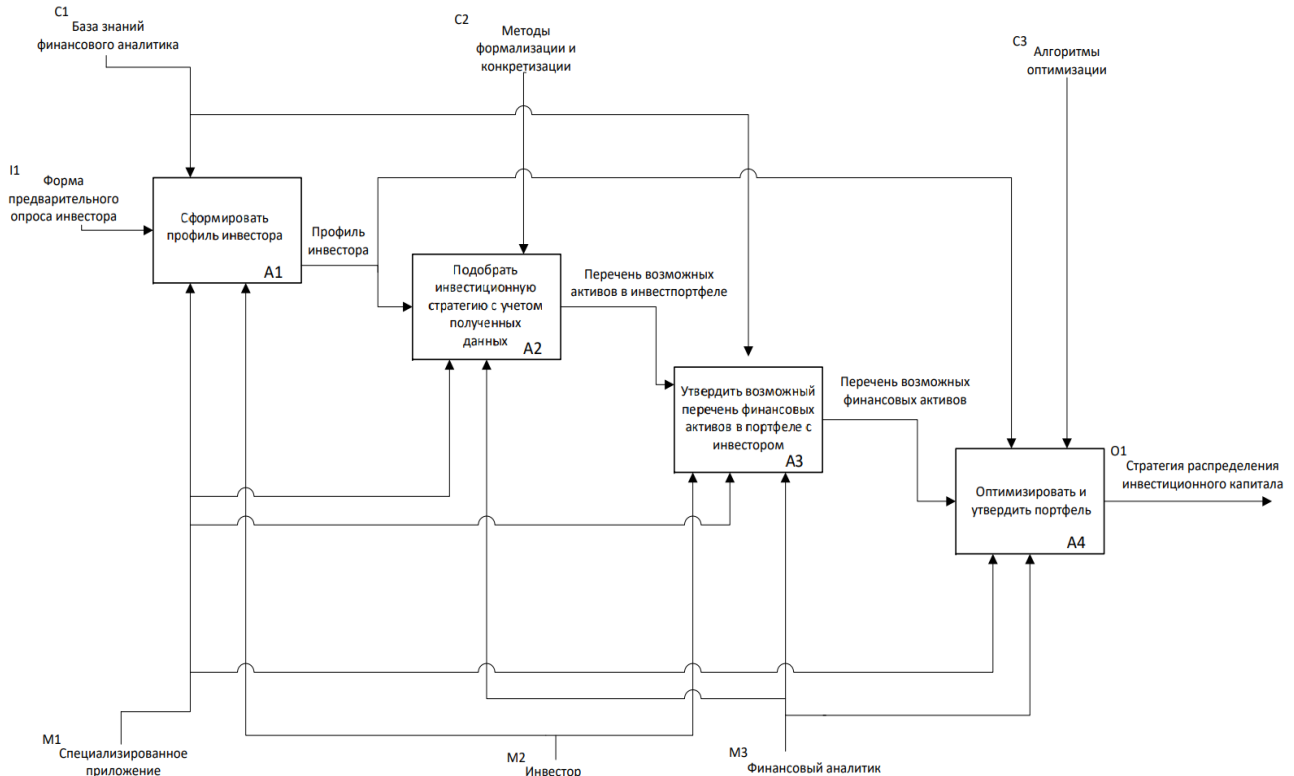 C1
База знаний
финансового аналитика
C2
Методы
формализации и
конкретизации
C3
Алгоритмы
оптимизации
I1
Форма
предварительного
опроса инвестора
Сформировать
профиль инвестора
A1
Профиль
инвестора
Подобрать
инвестиционную
стратегию с учетом
полученных
данных
A2
Перечень возможных
активов в инвестпортфеле
Утвердить возможный
перечень финансовых
активов в портфеле с
инвестором
A3
Перечень возможных
финансовых активов
Оптимизировать и
утвердить портфель
A4
O1
Стратегия распределения
инвестиционного капитала
M1
Специализированное
приложение
M2
Инвестор
M3
Финансовый аналитик